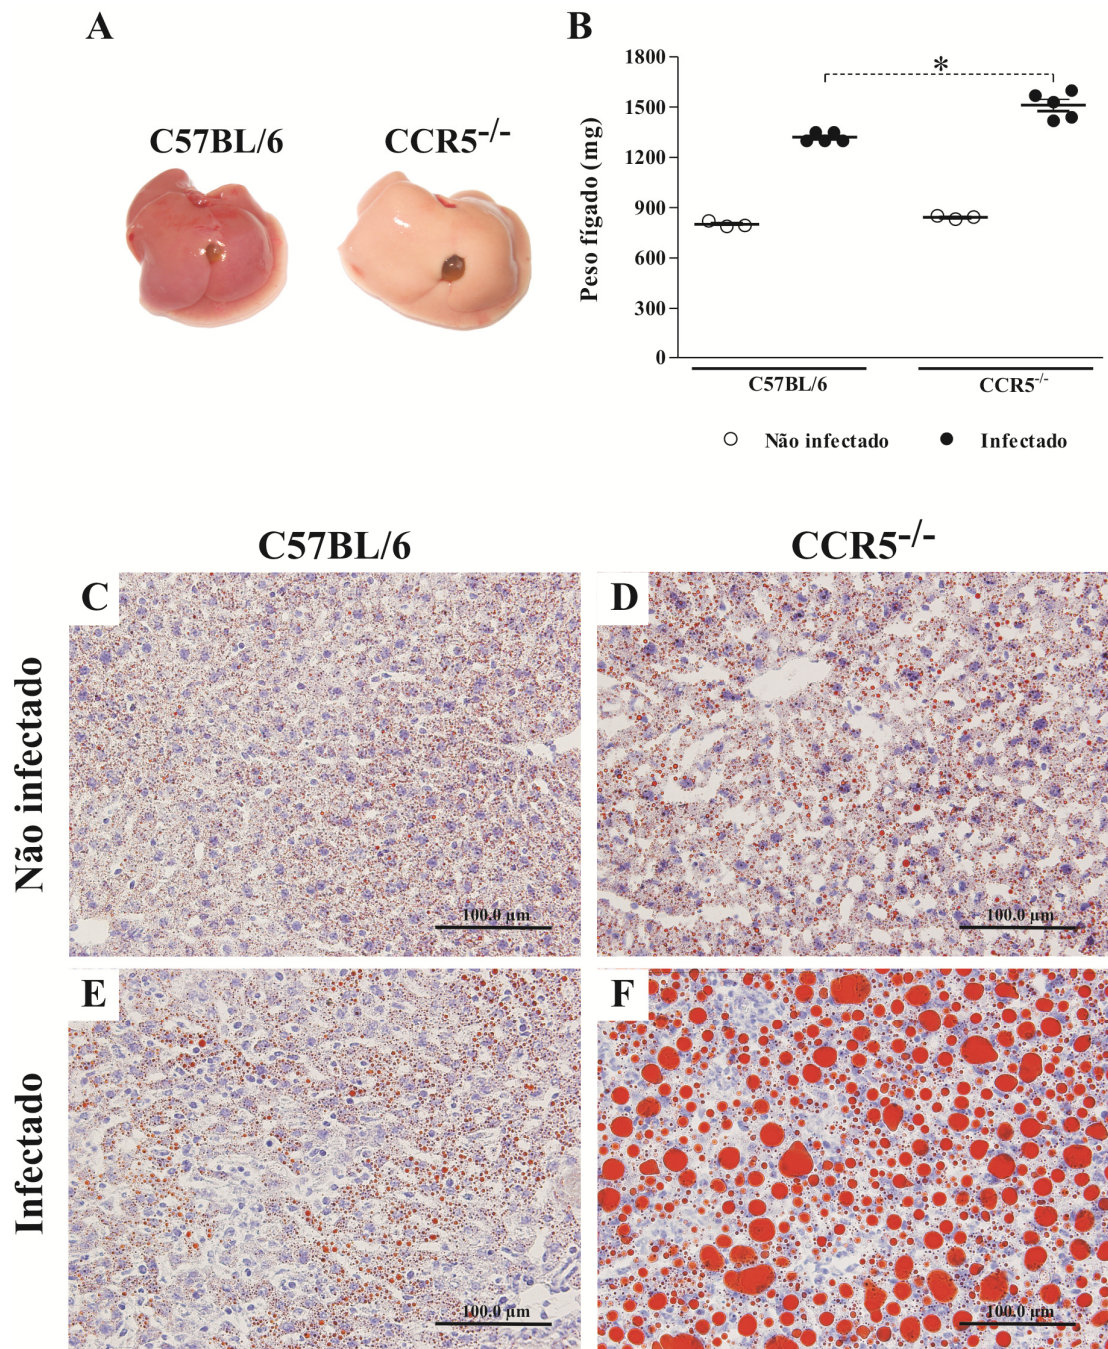 A
B
C57BL/6
CCR5-/-
Peso fígado (mg)
1800
1500
1200
900
600
300
0
*
C57BL/6
CCR5-/-
Não infectado
Infectado
C57BL/6
CCR5-/-
Não infectado
C
100.0 µm
D
100.0 µm
Infectado
E
100.0 µm
F
100.0 µm